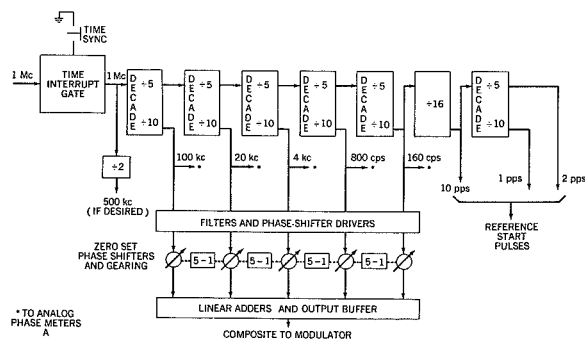 TIME
SYNC
1 Mc
TIME
INTERRUPT
GATE
1 Mc
DECADE ÷5 ÷10
DECADE ÷5 ÷10
DECADE ÷5 ÷10
DECADE ÷5 ÷10
DECADE ÷5 ÷10
÷16
DECADE ÷5 ÷10
÷2
500 kc
(IF DESIRED)
100 kc *
20 kc *
4 kc *
800 cps *
160 cps *
10 pps
1 pps
2 pps
REFERENCE
START
PULSES
FILTERS AND PHASE-SHIFTER DRIVERS
ZERO SET
PHASE SHIFTERS
AND GEARING
5-1 5-1 5-1 5-1
LINEAR ADDERS AND OUTPUT BUFFER
* TO ANALOG
PHASE METERS
A
COMPOSITE TO MODULATOR